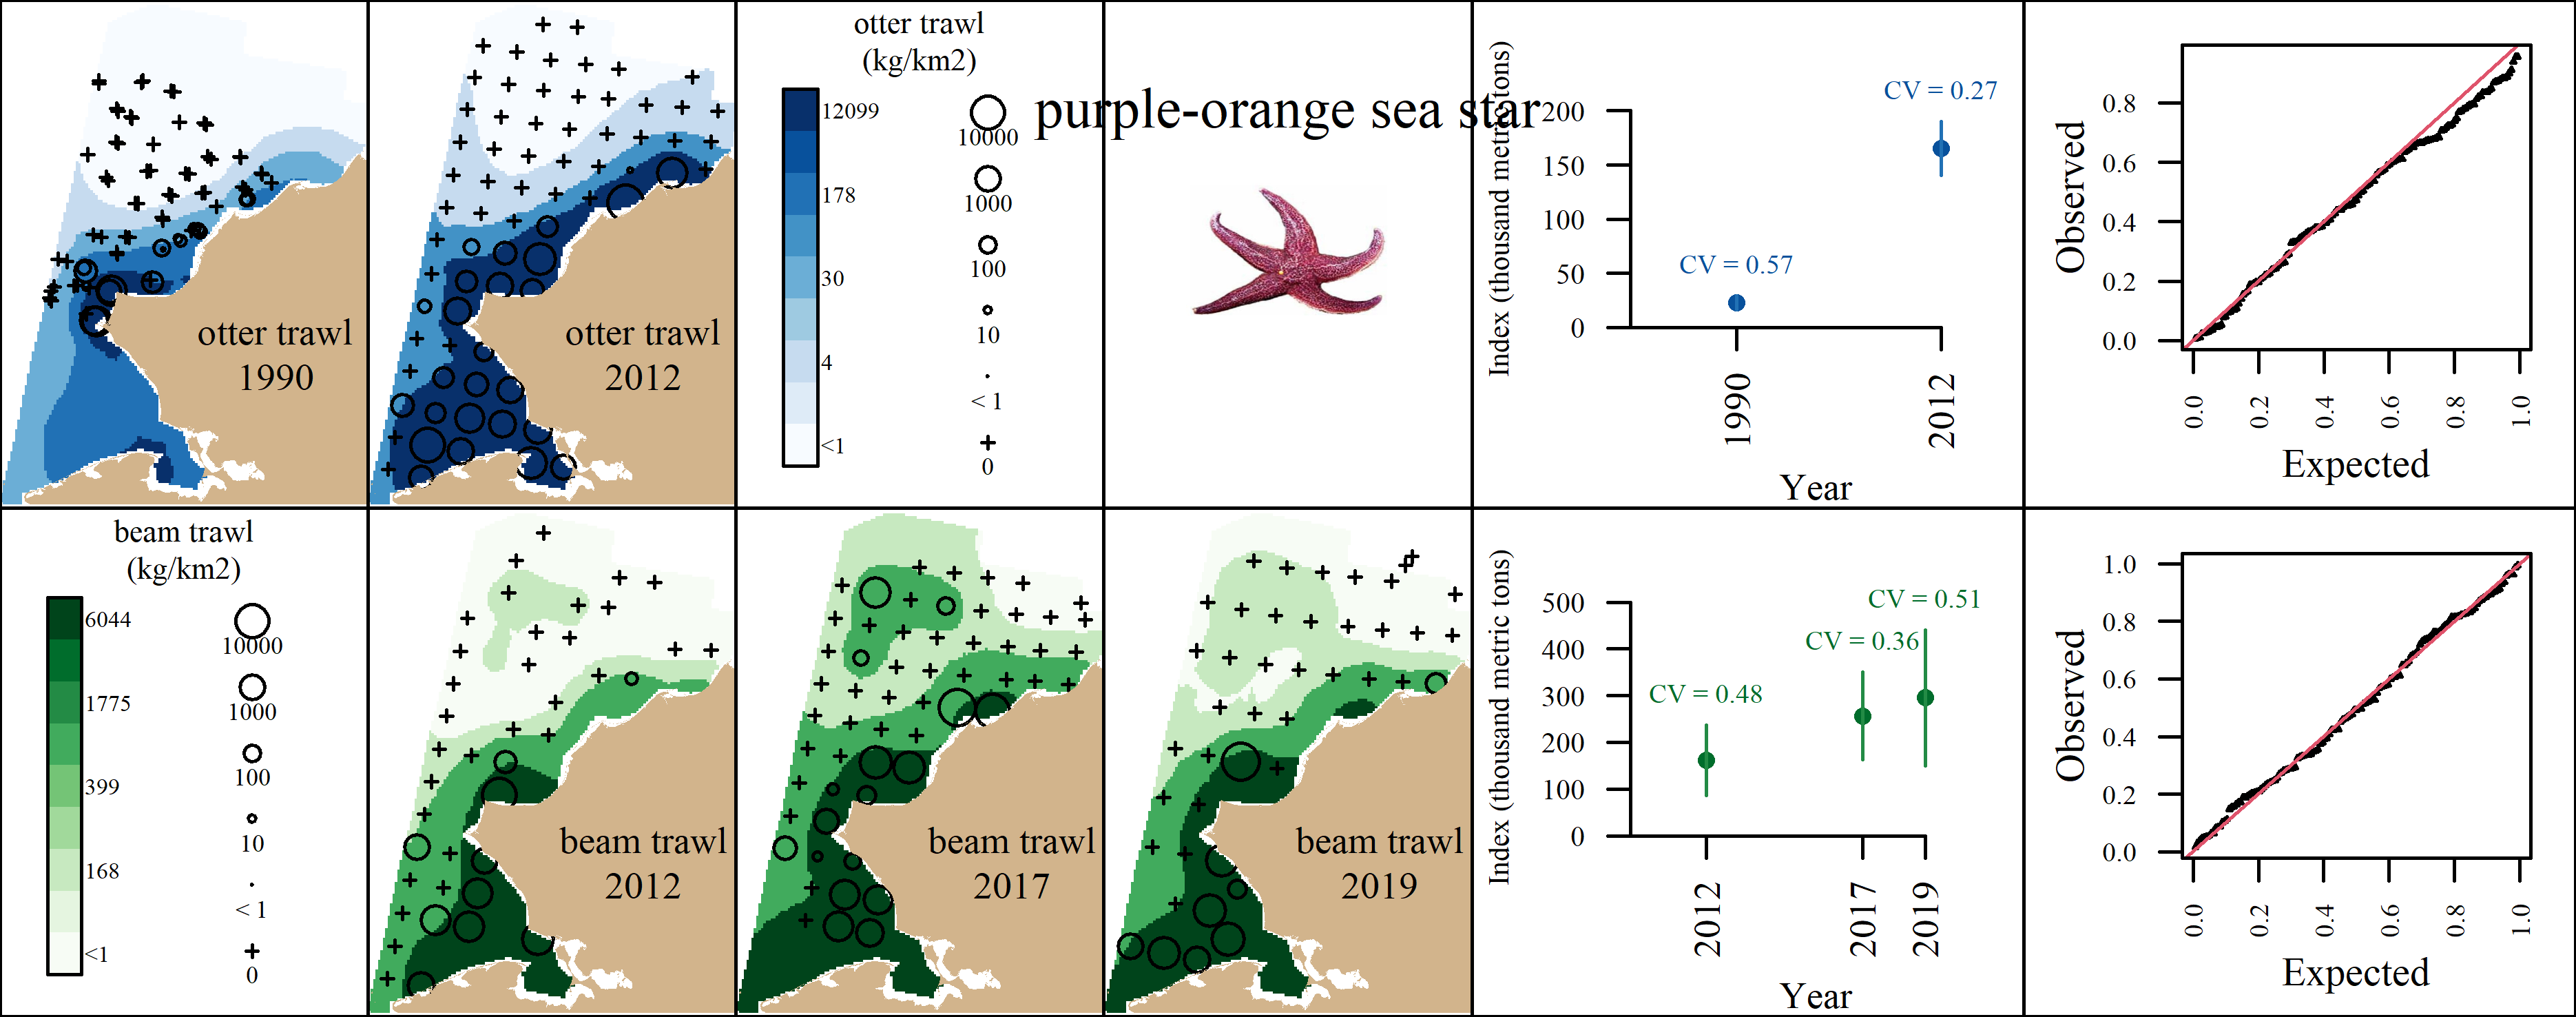 otter trawl
1990
otter trawl
2012
otter trawl
(kg/km2)
12099
178
30
4
<1
10000
1000
100
10
< 1
0
purple-orange sea star
Index (thousand metric tons)
200
150
100
50
0
CV = 0.57
CV = 0.27
1990
2012
Year
Observed
0.8
0.6
0.4
0.2
0.0
0.0
0.2
0.4
0.6
0.8
1.0
Expected
beam trawl
(kg/km2)
6044
1775
399
168
<1
10000
1000
100
10
< 1
0
beam trawl
2012
beam trawl
2017
beam trawl
2019
Index (thousand metric tons)
500
400
300
200
100
0
CV = 0.48
CV = 0.36
CV = 0.51
2012
2017
2019
Year
Observed
1.0
0.8
0.6
0.4
0.2
0.0
0.0
0.2
0.4
0.6
0.8
1.0
Expected